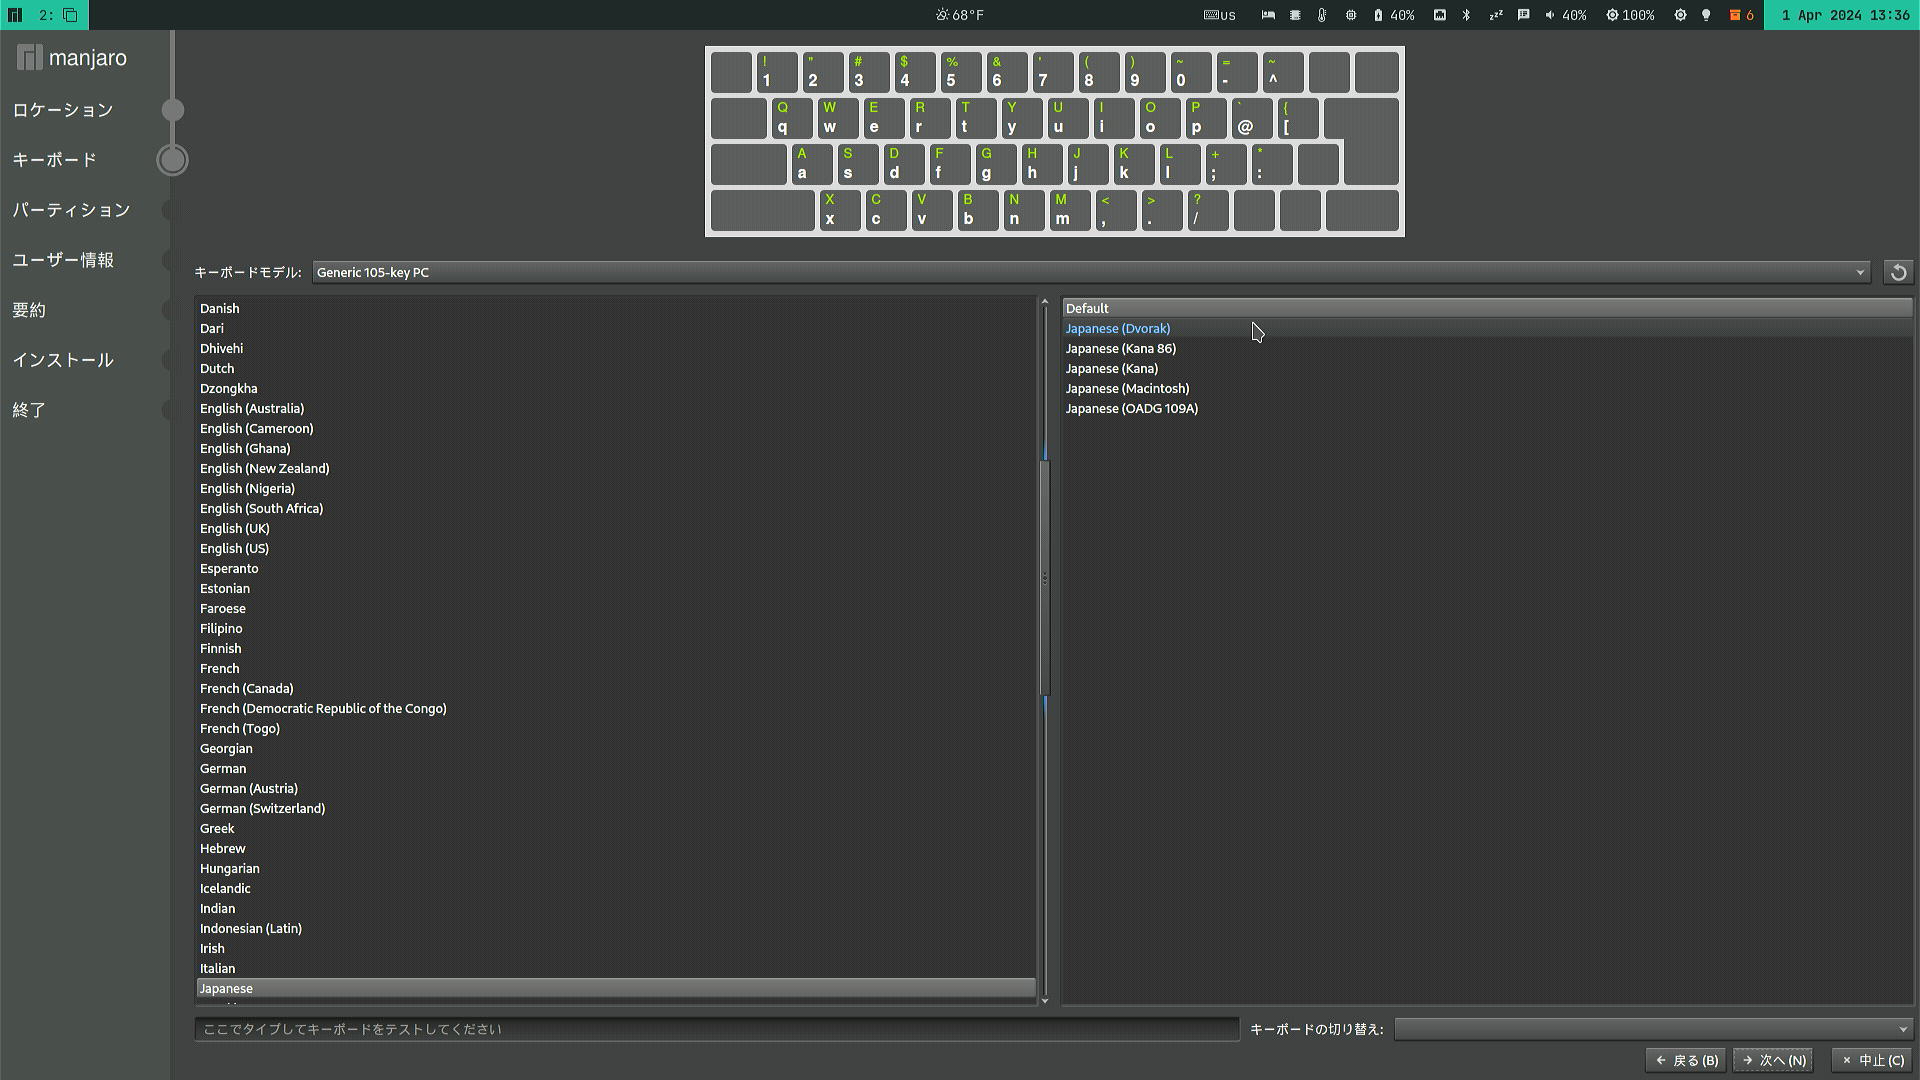 2: 68°F us 40% 40% 100% 6 1 Apr 2024 13:36
manjaro
ロケーション
キーボード
パーティション
ユーザー情報
要約
インストール
終了
! " # $ % & ' ( ) ~ = ~
1 2 3 4 5 6 7 8 9 0 - ^
Q W E R T Y U I O P ` {
q w e r t y u i o p @ [
A S D F G H J K L + *
a s d f g h j k l ; :
X C V B N M < > ?
x c v b n m , . /
キーボードモデル: Generic 105-key PC
Danish
Dari
Dhivehi
Dutch
Dzongkha
English (Australia)
English (Cameroon)
English (Ghana)
English (New Zealand)
English (Nigeria)
English (South Africa)
English (UK)
English (US)
Esperanto
Estonian
Faroese
Filipino
Finnish
French
French (Canada)
French (Democratic Republic of the Congo)
French (Togo)
Georgian
German
German (Austria)
German (Switzerland)
Greek
Hebrew
Hungarian
Icelandic
Indian
Indonesian (Latin)
Irish
Italian
Japanese
Default
Japanese (Dvorak)
Japanese (Kana 86)
Japanese (Kana)
Japanese (Macintosh)
Japanese (OADG 109A)
ここでタイプしてキーボードをテストしてください
キーボードの切り替え:
戻る(B) 次へ(N) 中止(C)